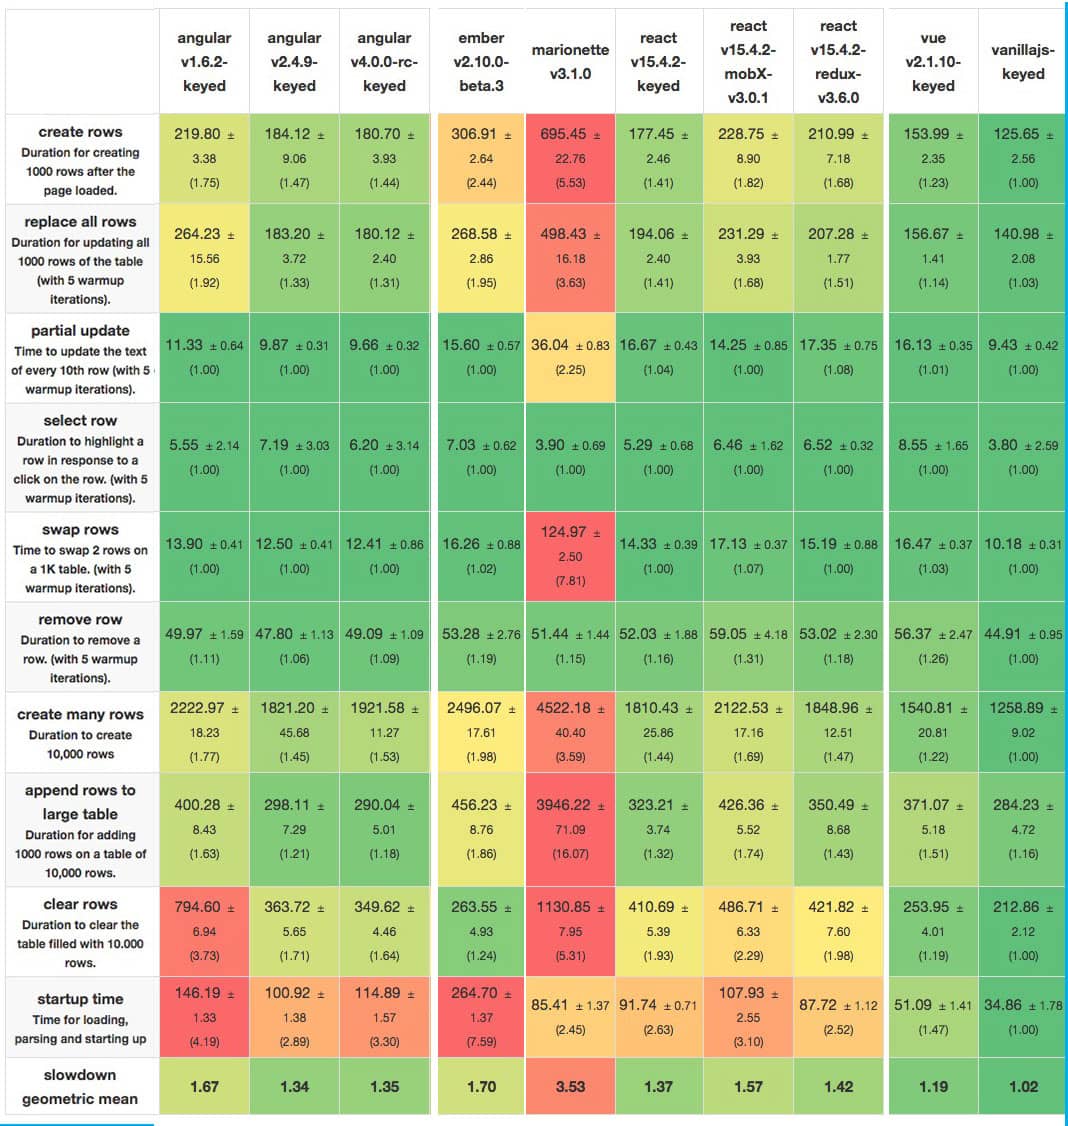 angular v1.6.2-keyed angular v2.4.9-keyed angular v4.0.0-rc-keyed ember v2.10.0-beta.3 marionette v3.1.0 react v15.4.2-keyed react v15.4.2-mobX-v3.0.1 react v15.4.2-redux-v3.6.0 vue v2.1.10-keyed vanillajs-keyed
create rows
Duration for creating
1000 rows after the
page loaded.
219.80 ± 184.12 ± 180.70 ± 306.91 ± 695.45 ± 177.45 ± 228.75 ± 210.99 ± 153.99 ± 125.65 ±
3.38 9.06 3.93 2.64 22.76 2.46 8.90 7.18 2.35 2.56
(1.75) (1.47) (1.44) (2.44) (5.53) (1.41) (1.82) (1.68) (1.23) (1.00)
replace all rows
Duration for updating all
1000 rows of the table
(with 5 warmup
iterations).
264.23 ± 183.20 ± 180.12 ± 268.58 ± 498.43 ± 194.06 ± 231.29 ± 207.28 ± 156.67 ± 140.98 ±
15.56 3.72 2.40 2.86 16.18 2.40 3.93 1.77 1.41 2.08
(1.92) (1.33) (1.31) (1.95) (3.63) (1.41) (1.68) (1.51) (1.14) (1.03)
partial update
Time to update the text
of every 10th row (with 5
warmup iterations).
11.33 ± 0.64 9.87 ± 0.31 9.66 ± 0.32 15.60 ± 0.57 36.04 ± 0.83 16.67 ± 0.43 14.25 ± 0.85 17.35 ± 0.75 16.13 ± 0.35 9.43 ± 0.42
(1.00) (1.00) (1.00) (1.00) (2.25) (1.04) (1.00) (1.08) (1.01) (1.00)
select row
Duration to highlight a
row in response to a
click on the row. (with 5
warmup iterations).
5.55 ± 2.14 7.19 ± 3.03 6.20 ± 3.14 7.03 ± 0.62 3.90 ± 0.69 5.29 ± 0.68 6.46 ± 1.62 6.52 ± 0.32 8.55 ± 1.65 3.80 ± 2.59
(1.00) (1.00) (1.00) (1.00) (1.00) (1.00) (1.00) (1.00) (1.00) (1.00)
swap rows
Time to swap 2 rows on
a 1K table. (with 5
warmup iterations).
13.90 ± 0.41 12.50 ± 0.41 12.41 ± 0.86 16.26 ± 0.88 124.97 ± 2.50 14.33 ± 0.39 17.13 ± 0.37 15.19 ± 0.88 16.47 ± 0.37 10.18 ± 0.31
(1.00) (1.00) (1.00) (1.02) (7.81) (1.00) (1.07) (1.00) (1.03) (1.00)
remove row
Duration to remove a
row. (with 5 warmup
iterations).
49.97 ± 1.59 47.80 ± 1.13 49.09 ± 1.09 53.28 ± 2.76 51.44 ± 1.44 52.03 ± 1.88 59.05 ± 4.18 53.02 ± 2.30 56.37 ± 2.47 44.91 ± 0.95
(1.11) (1.06) (1.09) (1.19) (1.15) (1.16) (1.31) (1.18) (1.26) (1.00)
create many rows
Duration to create
10,000 rows
2222.97 ± 1821.20 ± 1921.58 ± 2496.07 ± 4522.18 ± 1810.43 ± 2122.53 ± 1848.96 ± 1540.81 ± 1258.89 ±
18.23 45.68 11.27 17.61 40.40 25.86 17.16 12.51 20.81 9.02
(1.77) (1.45) (1.53) (1.98) (3.59) (1.44) (1.69) (1.47) (1.22) (1.00)
append rows to
large table
Duration for adding
1000 rows on a table of
10,000 rows.
400.28 ± 298.11 ± 290.04 ± 456.23 ± 3946.22 ± 323.21 ± 426.36 ± 350.49 ± 371.07 ± 284.23 ±
8.43 7.29 5.01 8.76 71.09 3.74 5.52 8.68 5.18 4.72
(1.63) (1.21) (1.18) (1.86) (16.07) (1.32) (1.74) (1.43) (1.51) (1.16)
clear rows
Duration to clear the
table filled with 10.000
rows.
794.60 ± 363.72 ± 349.62 ± 263.55 ± 1130.85 ± 410.69 ± 486.71 ± 421.82 ± 253.95 ± 212.86 ±
6.94 5.65 4.46 4.93 7.95 5.39 6.33 7.60 4.01 2.12
(3.73) (1.71) (1.64) (1.24) (5.31) (1.93) (2.29) (1.98) (1.19) (1.00)
startup time
Time for loading,
parsing and starting up
146.19 ± 1.33 100.92 ± 1.38 114.89 ± 1.57 264.70 ± 1.37 85.41 ± 1.37 91.74 ± 0.71 107.93 ± 2.55 87.72 ± 1.12 51.09 ± 1.41 34.86 ± 1.78
(4.19) (2.89) (3.30) (7.59) (2.45) (2.63) (3.10) (2.52) (1.47) (1.00)
slowdown
geometric mean
1.67 1.34 1.35 1.70 3.53 1.37 1.57 1.42 1.19 1.02